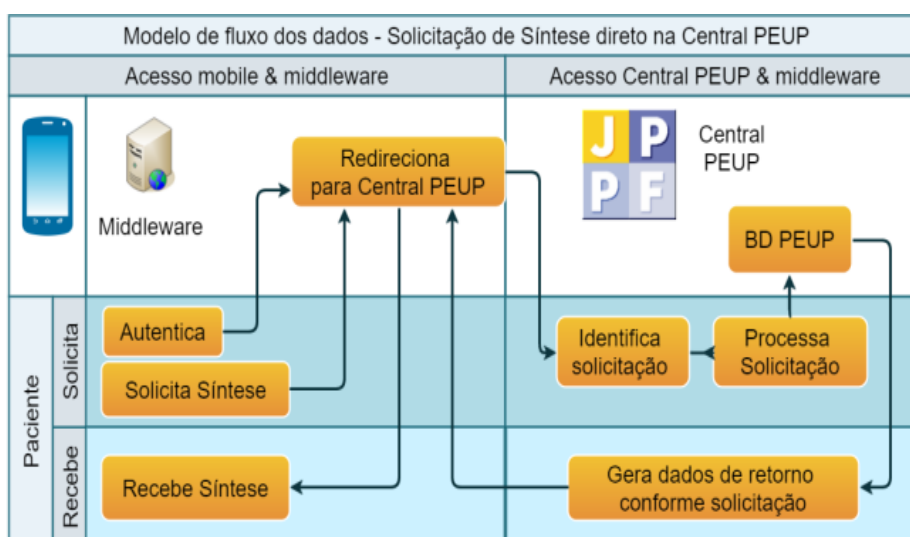 Modelo de fluxo dos dados - Solicitação de Síntese direto na Central PEUP
Acesso mobile & middleware
Acesso Central PEUP & middleware
Middleware
Redireciona
para Central PEUP
J P
P F
Central
PEUP
BD PEUP
Paciente
Solicita
Autentica
Solicita Síntese
Identifica
solicitação
Processa
Solicitação
Recebe
Recebe Síntese
Gera dados de retorno
conforme solicitação